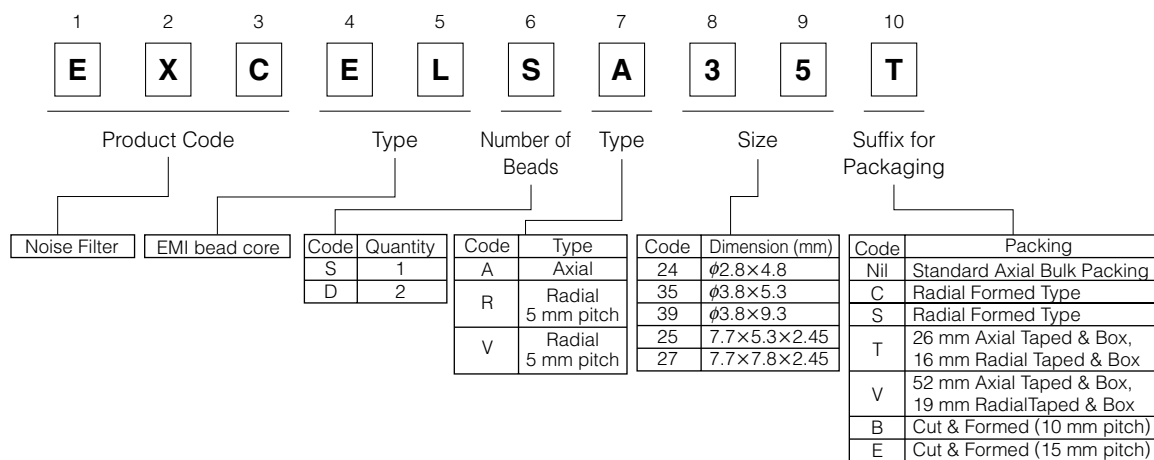 1 2 3 4 5 6 7 8 9 10
E X C E L S A 3 5 T
Product Code Type Number of Beads Type Size Suffix for Packaging
Noise Filter
EMI bead core
Code Quantity
S 1
D 2
Code Type
A Axial
R Radial
5 mm pitch
V Radial
5 mm pitch
Code Dimension (mm)
24 ϕ2.8×4.8
35 ϕ3.8×5.3
39 ϕ3.8×9.3
25 7.7×5.3×2.45
27 7.7×7.8×2.45
Code Packing
Nil Standard Axial Bulk Packing
C Radial Formed Type
S Radial Formed Type
T 26 mm Axial Taped & Box,
16 mm Radial Taped & Box
V 52 mm Axial Taped & Box,
19 mm RadialTaped & Box
B Cut & Formed (10 mm pitch)
E Cut & Formed (15 mm pitch)